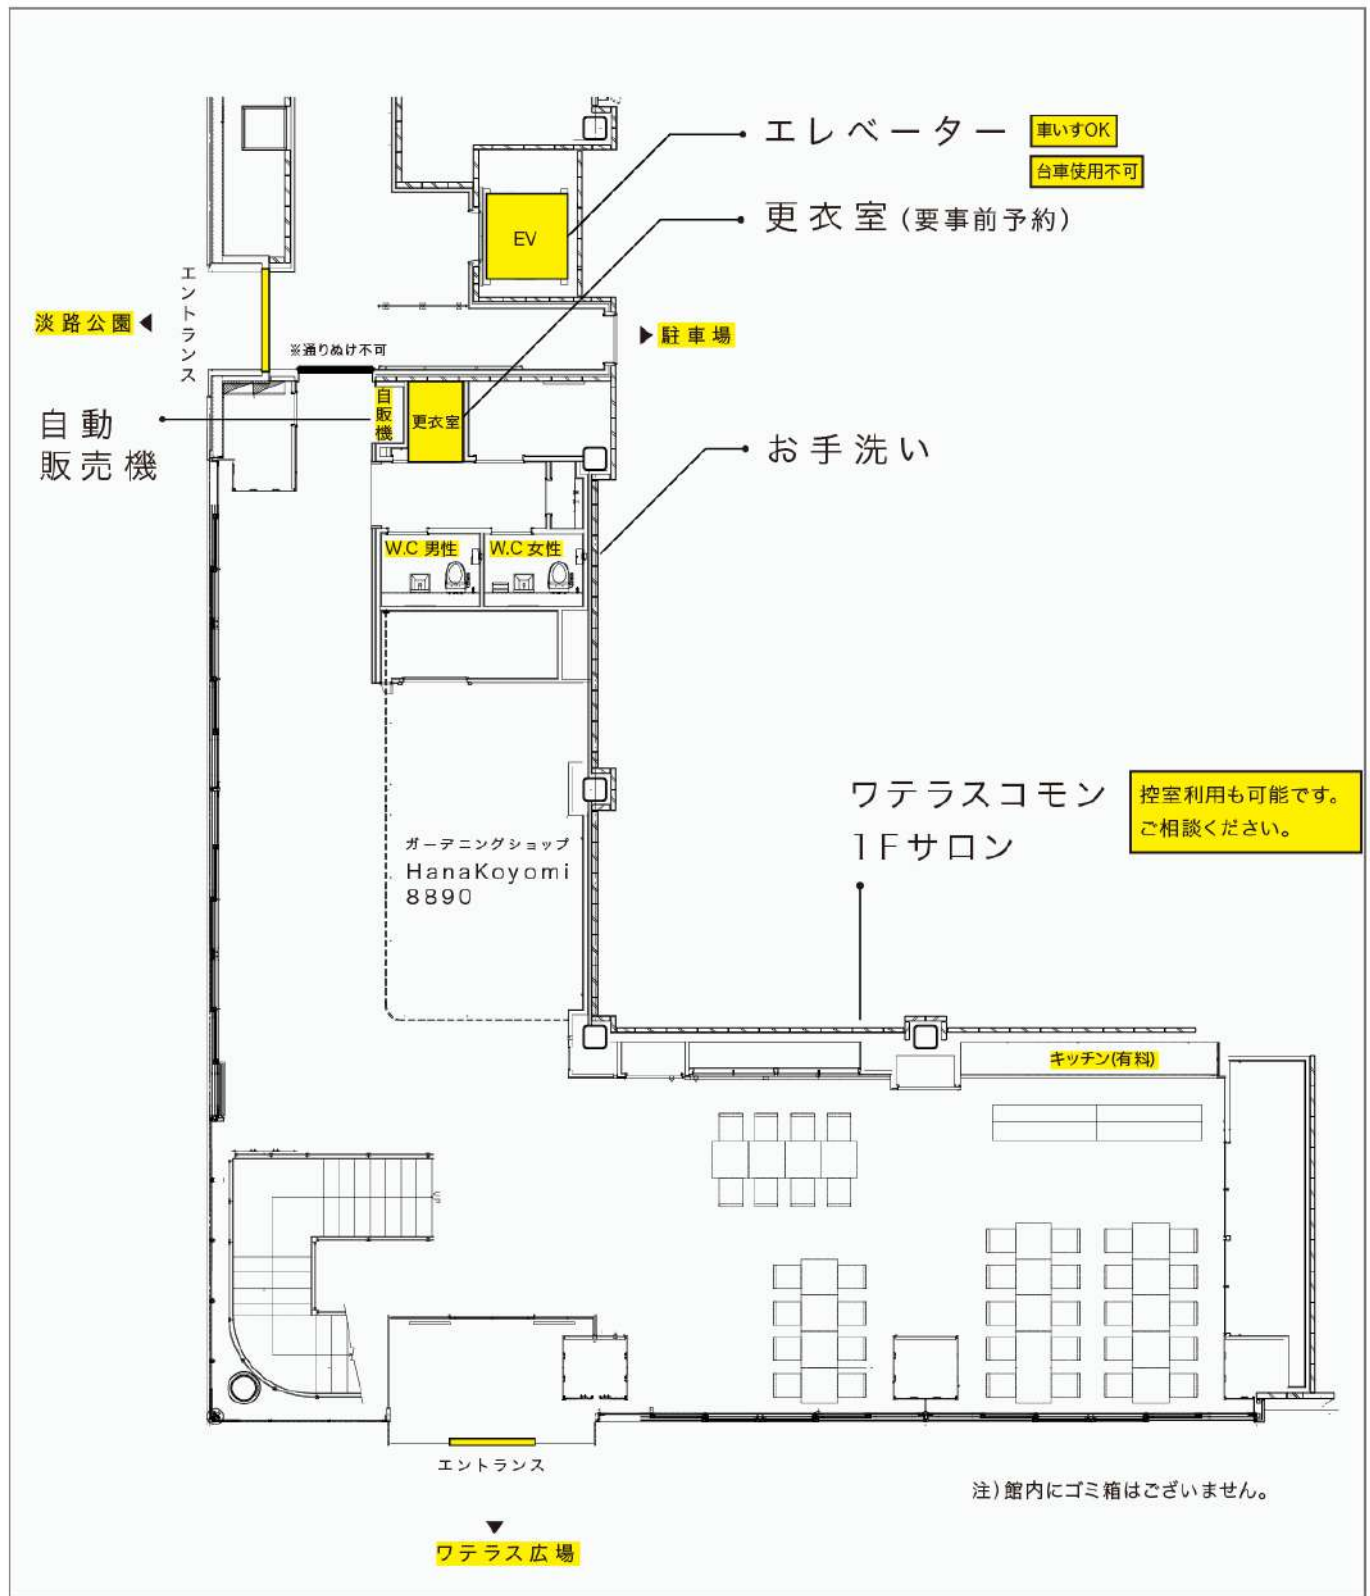 エレベーター
車いすOK
台車使用不可
更衣室(要事前予約)
EV
エントランス
淡路公園
駐車場
※通りぬけ不可
自動
販売機
自販機
更衣室
お手洗い
W.C 男性
W.C 女性
ワテラスコモン
1Fサロン
控室利用も可能です。
ご相談ください。
ガーデニングショップ
HanaKoyomi
8890
キッチン(有料)
UP
エントランス
注)館内にゴミ箱はございません。
ワテラス広場